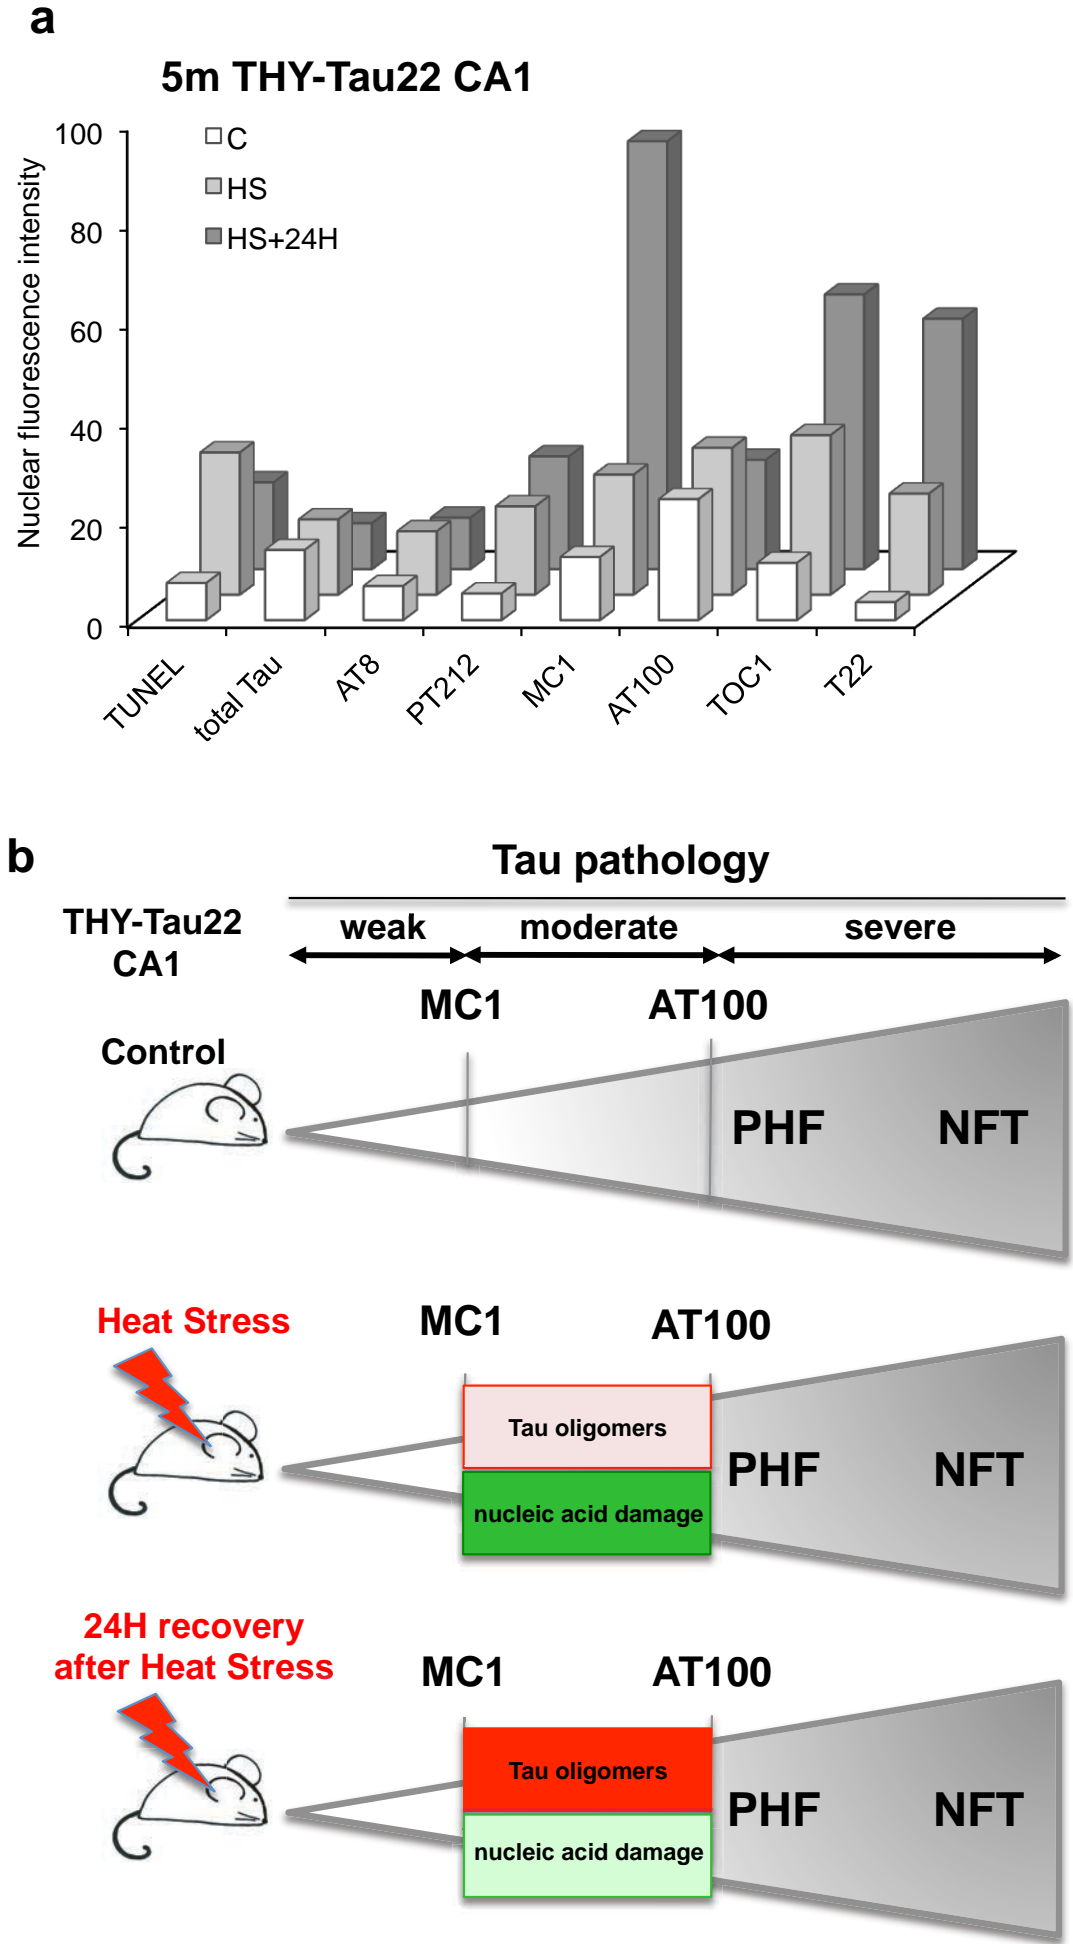 a
5m THY-Tau22 CA1
Nuclear fluorescence intensity
100
80
60
40
20
0
C
HS
HS+24H
TUNEL
total Tau
AT8
PT212
MC1
AT100
TOC1
T22
b
Tau pathology
THY-Tau22
CA1
weak
moderate
severe
MC1
AT100
Control
PHF
NFT
Heat Stress
MC1
AT100
Tau oligomers
nucleic acid damage
PHF
NFT
24H recovery
after Heat Stress
MC1
AT100
Tau oligomers
nucleic acid damage
PHF
NFT